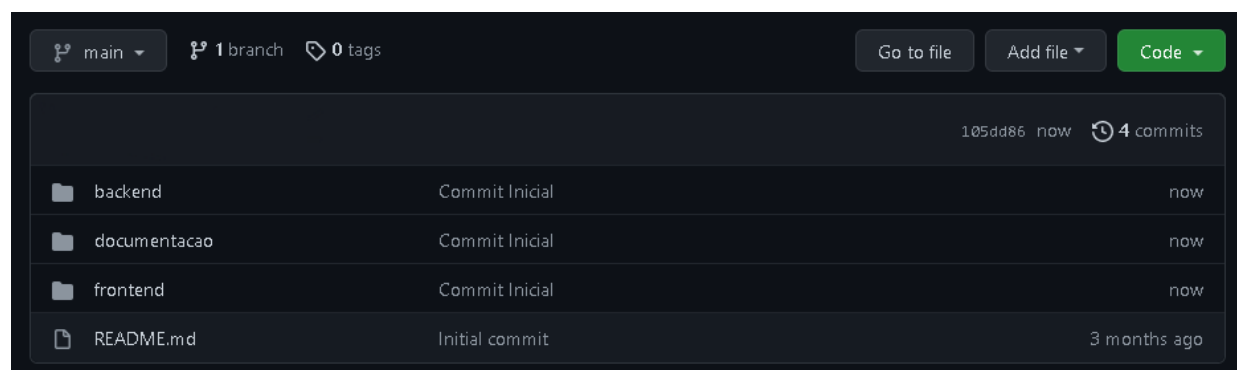 main 1 branch 0 tags Go to file Add file Code
105dd86 now 4 commits
backend Commit Inicial now
documentacao Commit Inicial now
frontend Commit Inicial now
README.md Initial commit 3 months ago